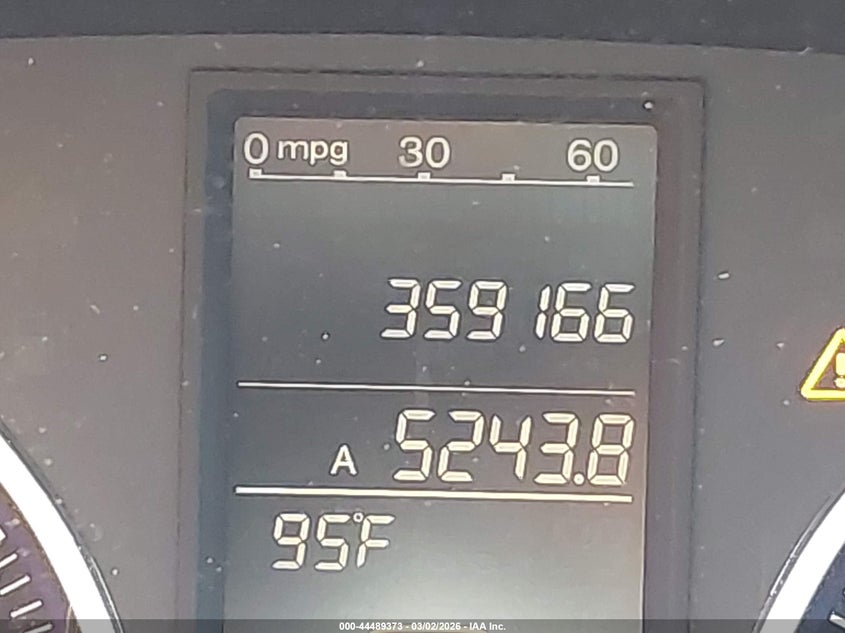 0 mpg 30 60
359166
A 5243.8
95°F
000-44489373 - 03/02/2026 - IAA Inc.